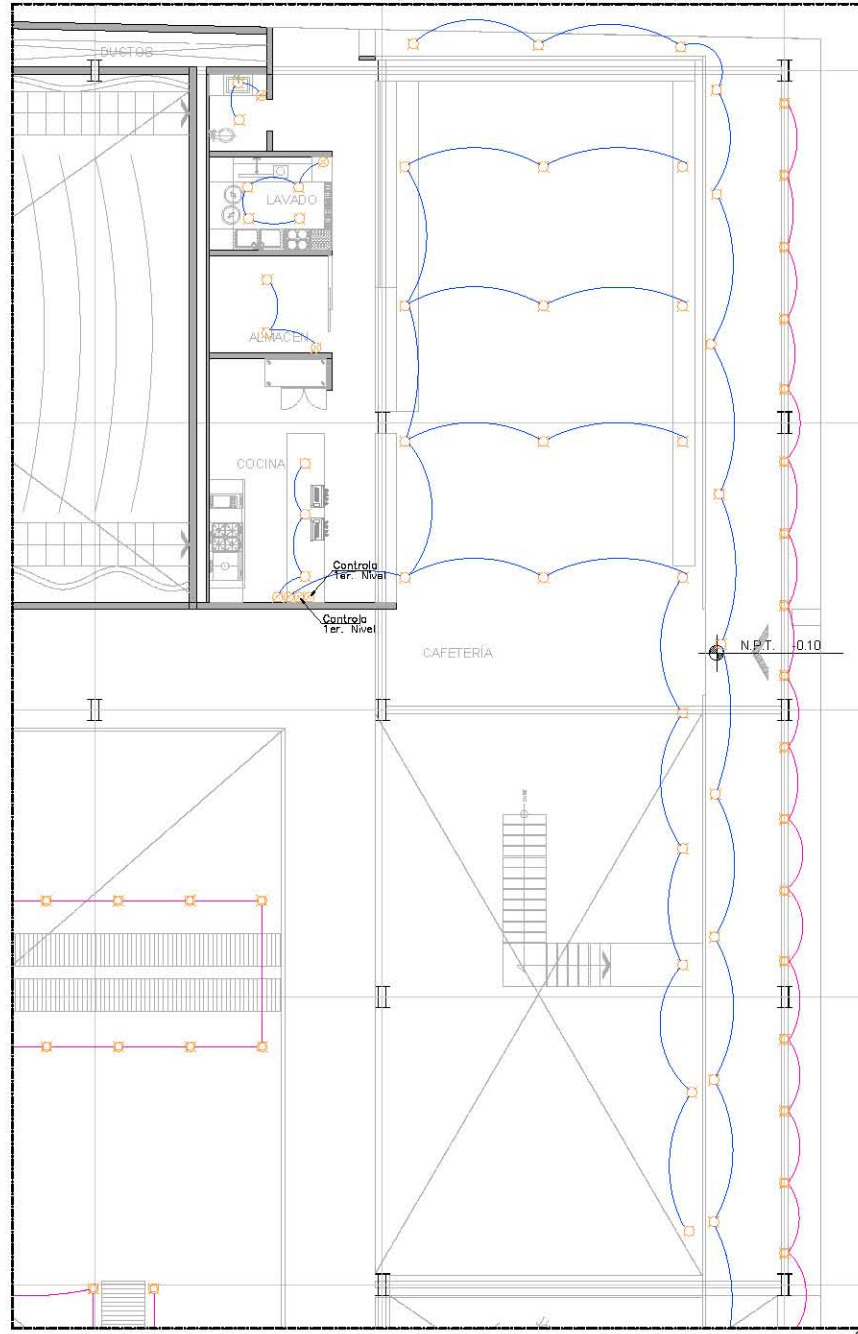 DUCTOS
LAVADO
ALMACEN
COCINA
Controla
1er. Nivel
Controla
1er. Nivel
CAFETERÍA
N.P.T. -0.10